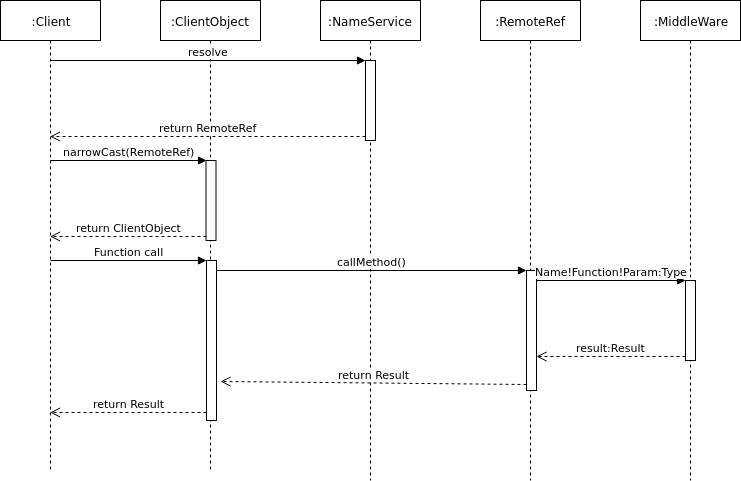 :Client
:ClientObject
:NameService
:RemoteRef
:MiddleWare
resolve
return RemoteRef
narrowCast(RemoteRef)
return ClientObject
Function call
callMethod()
Name!Function!Param:Type
result:Result
return Result
return Result